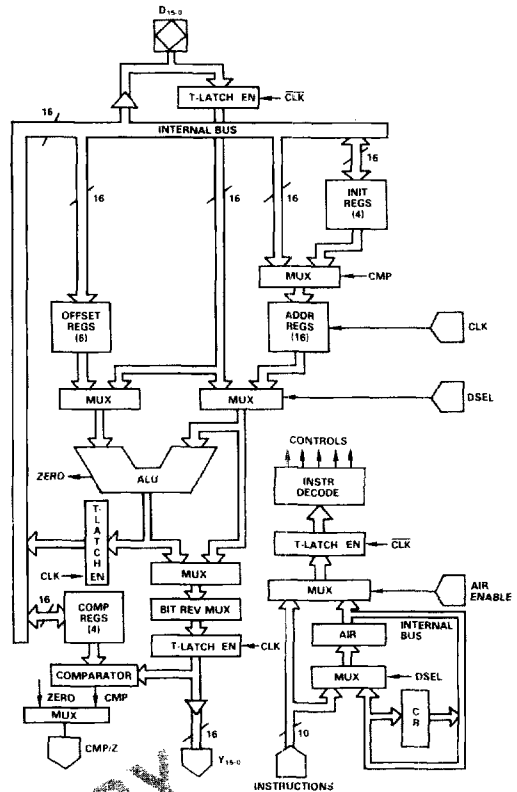 D15-0
T-LATCH EN
CLK
16
INTERNAL BUS
16
16
16
16
INIT
REGS
(4)
MUX
CMP
OFFSET
REGS
(6)
ADDR
REGS
(16)
CLK
MUX
MUX
DSEL
CONTROLS
ZERO
ALU
INSTR
DECODE
T-LATCH
EN
CLK
T-LATCH EN
CLK
MUX
MUX
AIR
ENABLE
16
COMP
REGS
(4)
BIT REV MUX
AIR
INTERNAL
BUS
T-LATCH EN
CLK
COMPARATOR
MUX
DSEL
ZERO
CMP
MUX
CR
16
10
CMP/Z
Y15-0
INSTRUCTIONS